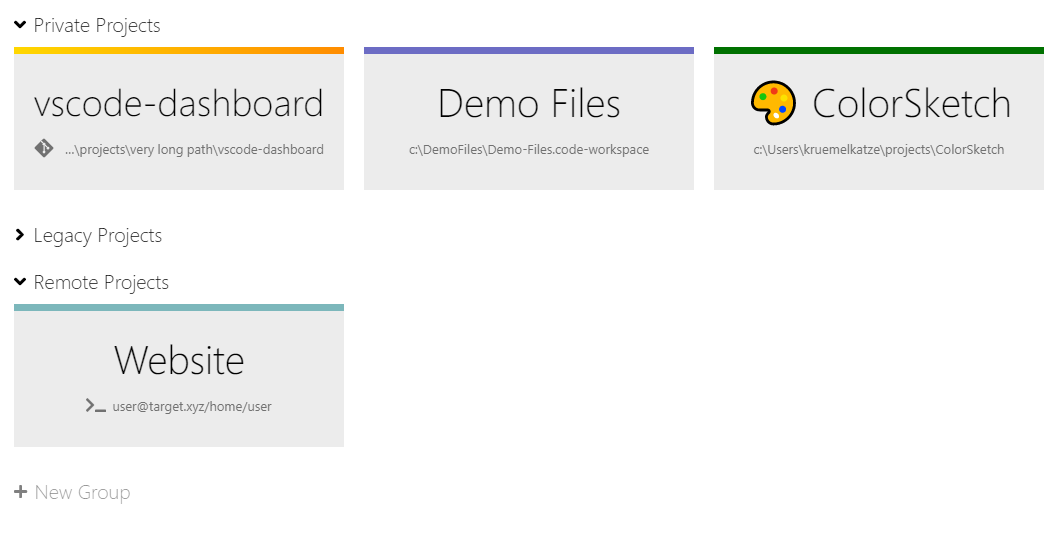 Private Projects
vscode-dashboard
...\projects\very long path\vscode-dashboard
Demo Files
c:\DemoFiles\Demo-Files.code-workspace
ColorSketch
c:\Users\kruemelkatze\projects\ColorSketch
Legacy Projects
Remote Projects
Website
user@target.xyz/home/user
New Group